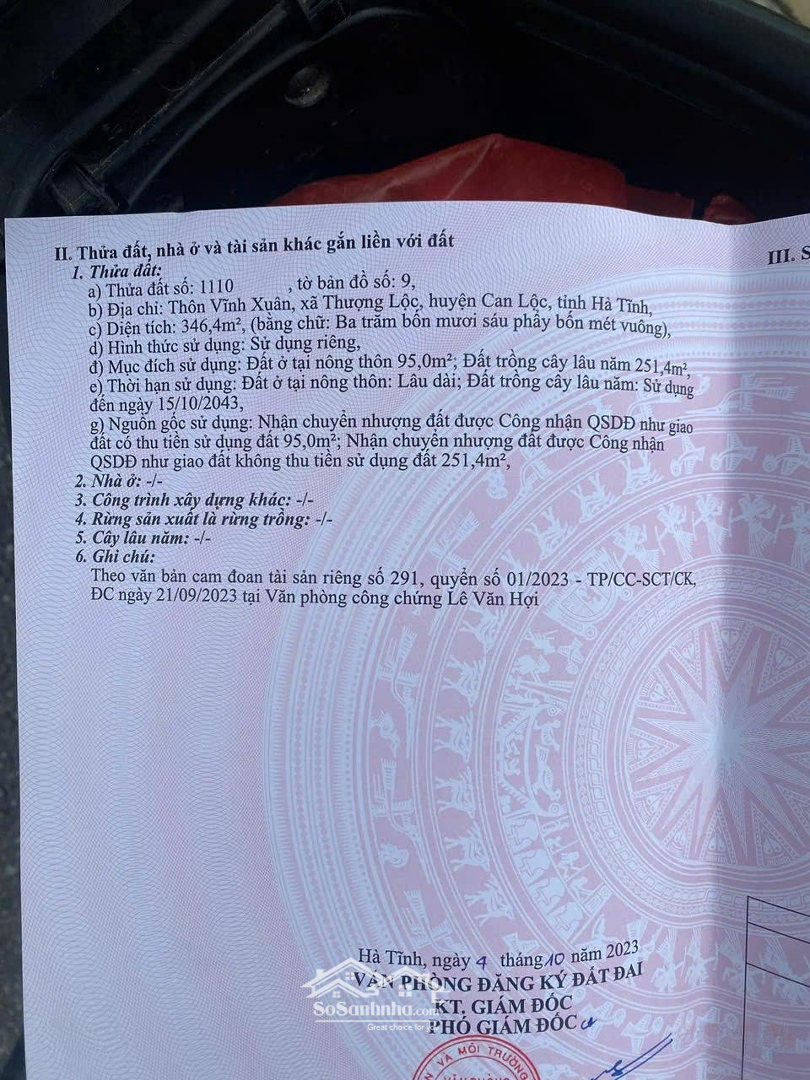 II. Thửa đất, nhà ở và tài sản khác gắn liền với đất
III. S
1. Thửa đất:
a) Thửa đất số: 1110 , tờ bản đồ số: 9,
b) Địa chỉ: Thôn Vĩnh Xuân, xã Thượng Lộc, huyện Can Lộc, tỉnh Hà Tĩnh,
c) Diện tích: 346,4m², (bằng chữ: Ba trăm bốn mươi sáu phẩy bốn mét vuông),
d) Hình thức sử dụng: Sử dụng riêng,
đ) Mục đích sử dụng: Đất ở tại nông thôn 95,0m²; Đất trồng cây lâu năm 251,4m²,
e) Thời hạn sử dụng: Đất ở tại nông thôn: Lâu dài; Đất trồng cây lâu năm: Sử dụng
đến ngày 15/10/2043,
g) Nguồn gốc sử dụng: Nhận chuyển nhượng đất được Công nhận QSDĐ như giao
đất có thu tiền sử dụng đất 95,0m²; Nhận chuyển nhượng đất được Công nhận
QSDĐ như giao đất không thu tiền sử dụng đất 251,4m²,
2. Nhà ở: -/-
3. Công trình xây dựng khác: -/-
4. Rừng sản xuất là rừng trồng: -/-
5. Cây lâu năm: -/-
6. Ghi chú:
Theo văn bản cam đoan tài sản riêng số 291, quyển số 01/2023 - TP/CC-SCT/CK,
ĐC ngày 21/09/2023 tại Văn phòng công chứng Lê Văn Hợi
Hà Tĩnh, ngày 4 tháng 10 năm 2023
VĂN PHÒNG ĐĂNG KÝ ĐẤT ĐAI
KT. GIÁM ĐỐC
PHÓ GIÁM ĐỐC
SoSanhnha.com
Great choice for you
VÀ MÔI TRƯỜNG